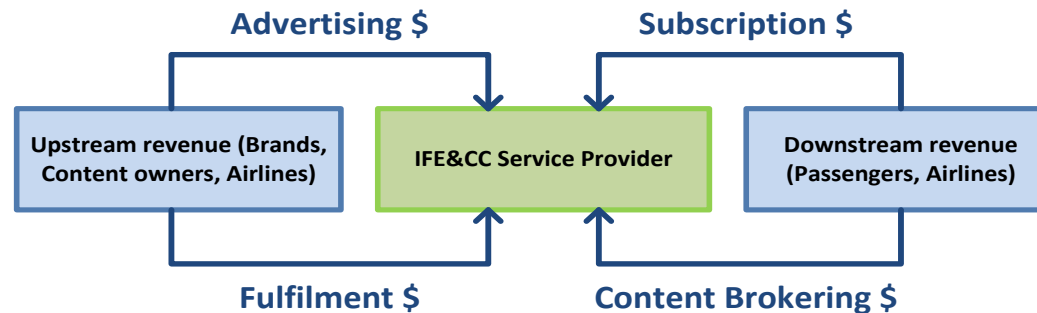 Advertising $
Subscription $
Upstream revenue (Brands,
Content owners, Airlines)
IFE&CC Service Provider
Downstream revenue
(Passengers, Airlines)
Fulfilment $
Content Brokering $